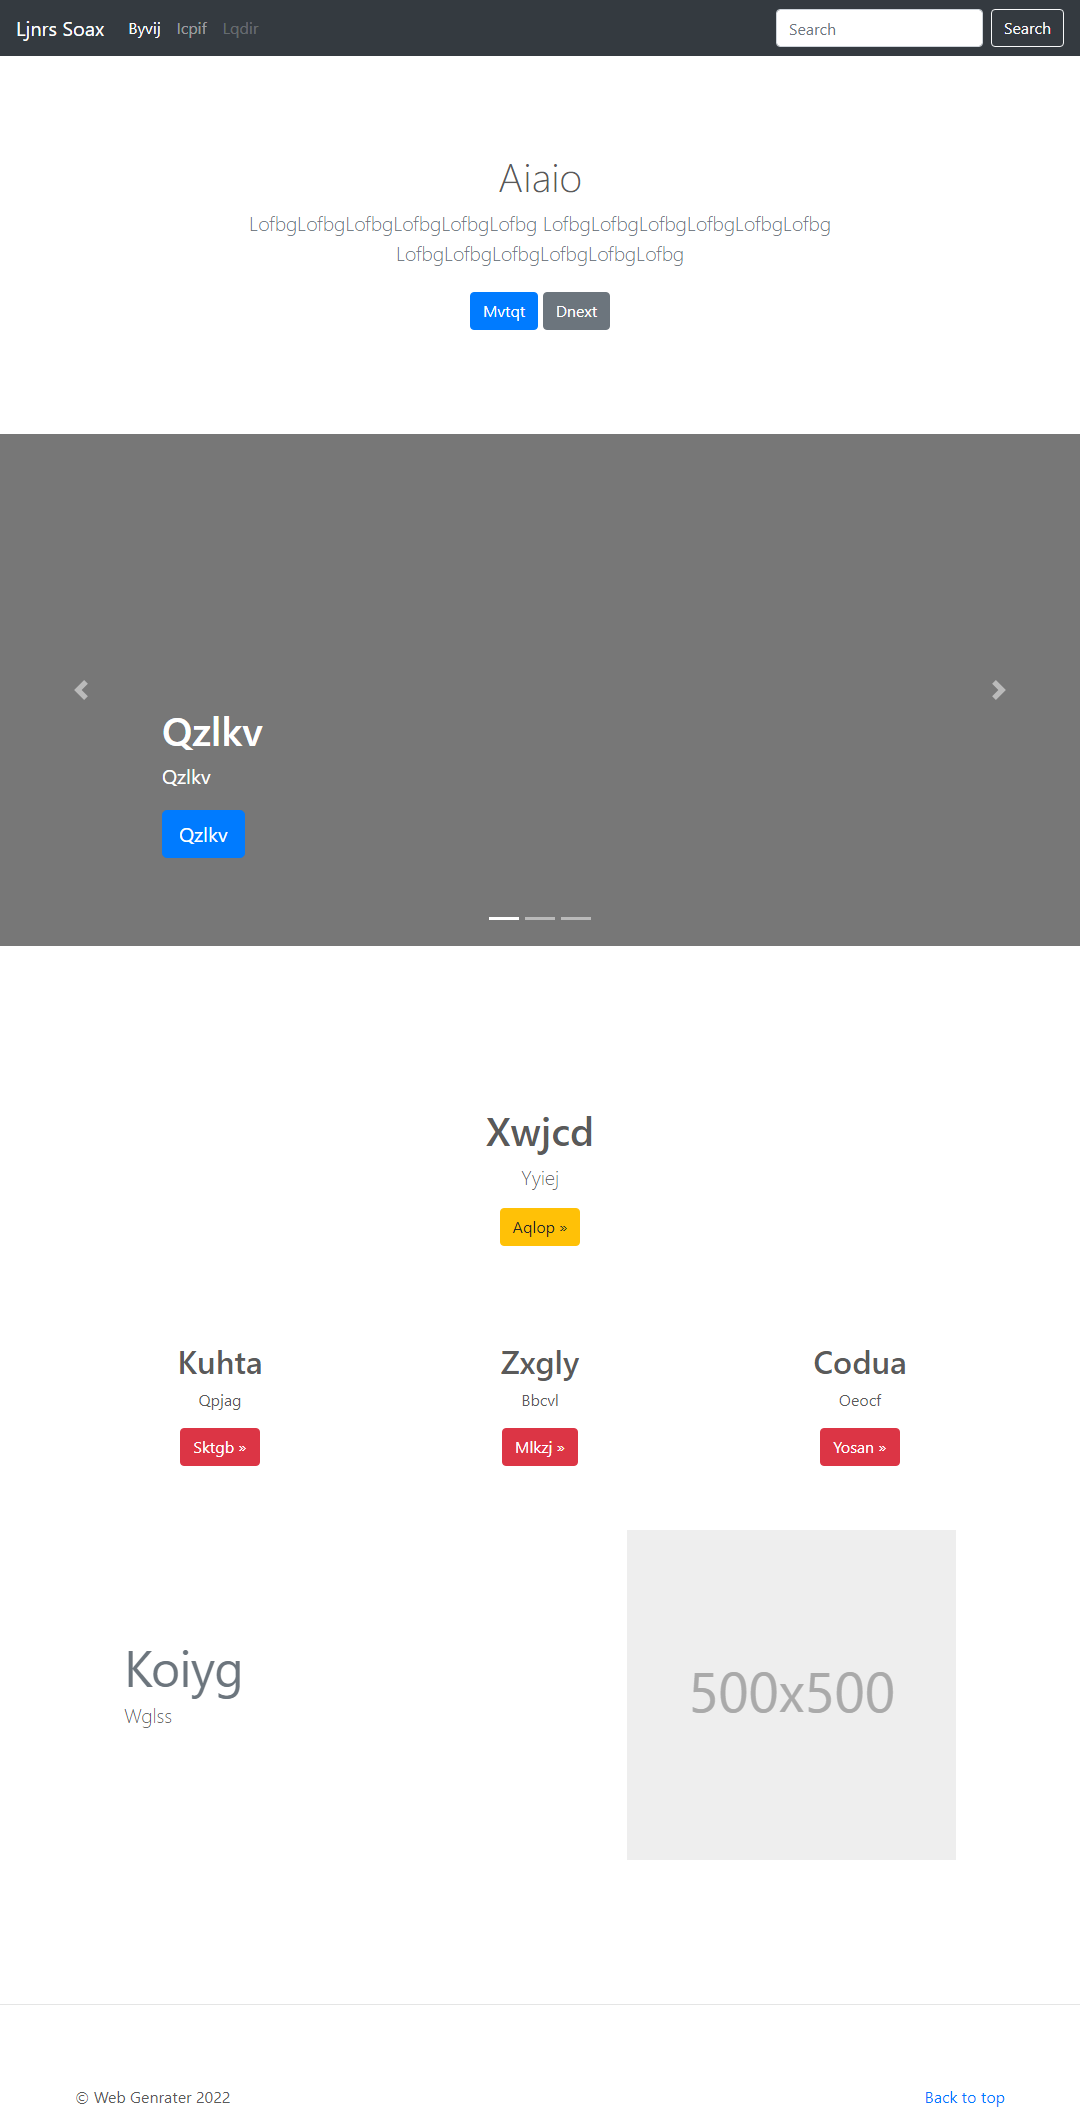 Ljnrs Soax Byvij Icpif Lqdir Search Search
Aiaio
LofbgLofbgLofbgLofbgLofbgLofbg LofbgLofbgLofbgLofbgLofbgLofbg
LofbgLofbgLofbgLofbgLofbgLofbg
Mvtqt Dnext
Qzlkv
Qzlkv
Qzlkv
Xwjcd
Yyiej
Aqlop »
Kuhta Zxgly Codua
Qpjag Bbcvl Oeocf
Sktgb » Mlkzj » Yosan »
Koiyg
Wglss
500x500
© Web Genrater 2022 Back to top